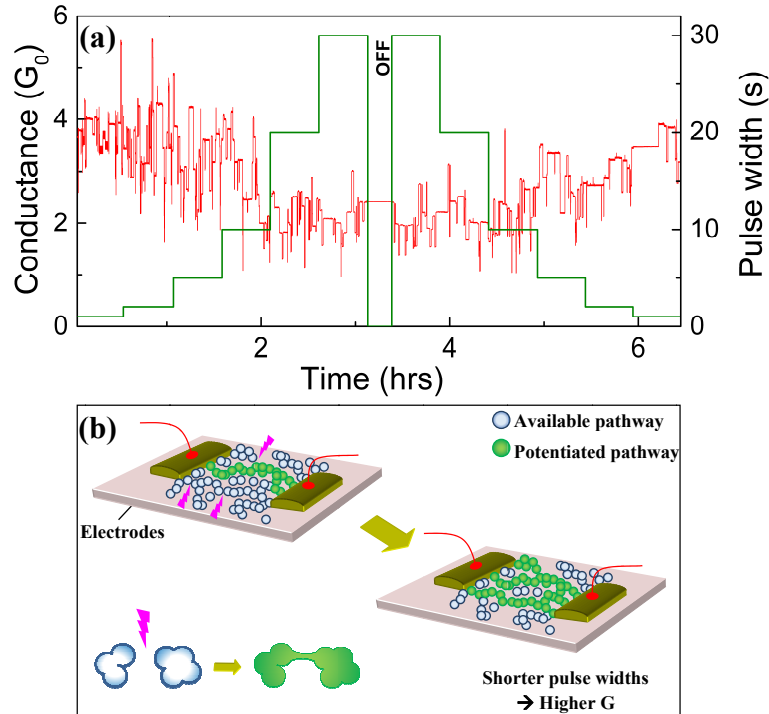 (a)
OFF
Conductance (G₀)
6
4
2
0
30
20
10
0
Pulse width (s)
2 4 6
Time (hrs)
(b)
Available pathway
Potentiated pathway
Electrodes
Shorter pulse widths
→ Higher G